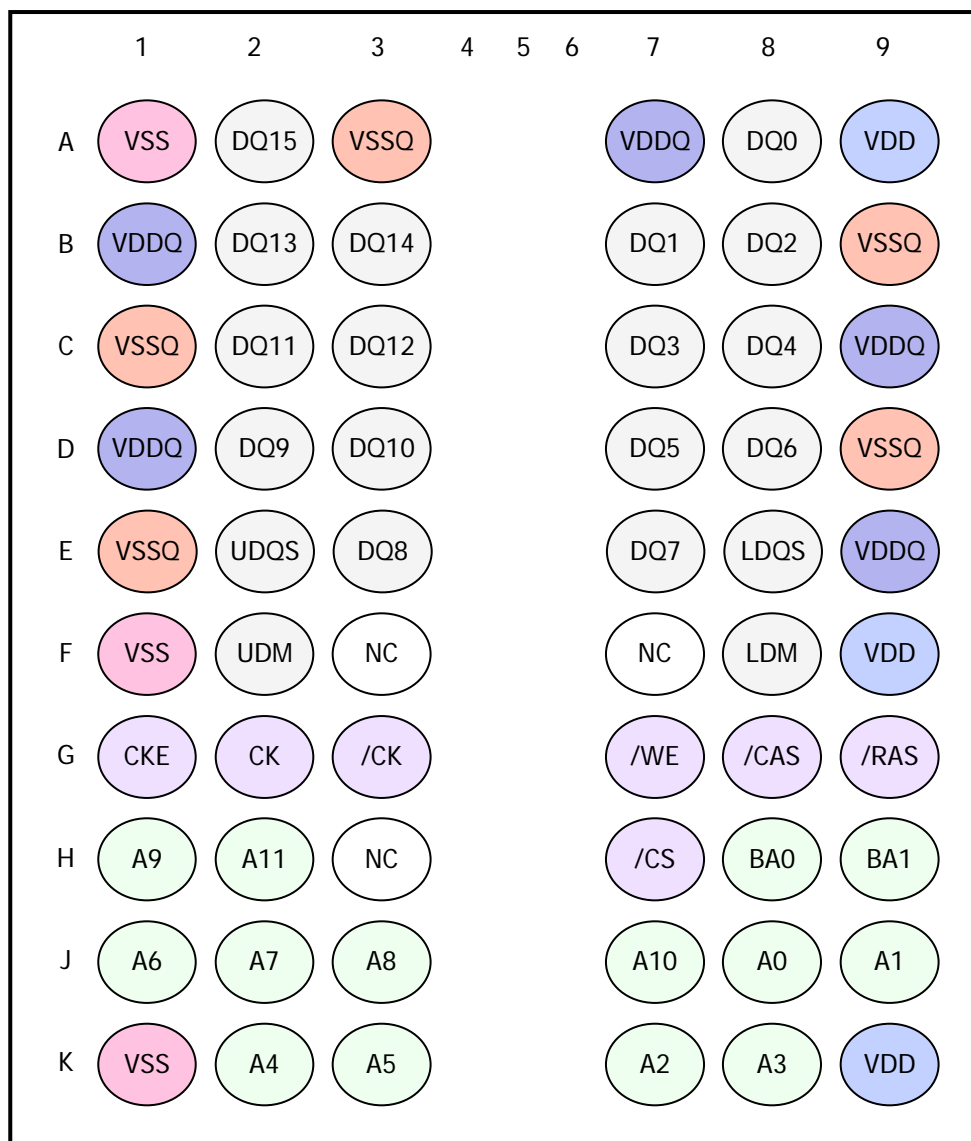 1 2 3 4 5 6 7 8 9
A VSS DQ15 VSSQ VDDQ DQ0 VDD
B VDDQ DQ13 DQ14 DQ1 DQ2 VSSQ
C VSSQ DQ11 DQ12 DQ3 DQ4 VDDQ
D VDDQ DQ9 DQ10 DQ5 DQ6 VSSQ
E VSSQ UDQS DQ8 DQ7 LDQS VDDQ
F VSS UDM NC NC LDM VDD
G CKE CK /CK /WE /CAS /RAS
H A9 A11 NC /CS BA0 BA1
J A6 A7 A8 A10 A0 A1
K VSS A4 A5 A2 A3 VDD